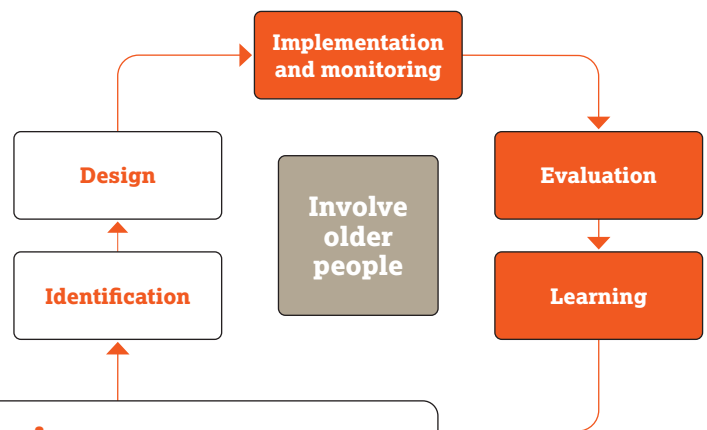 Implementation
and monitoring
Design
Involve
older
people
Evaluation
Identification
Learning